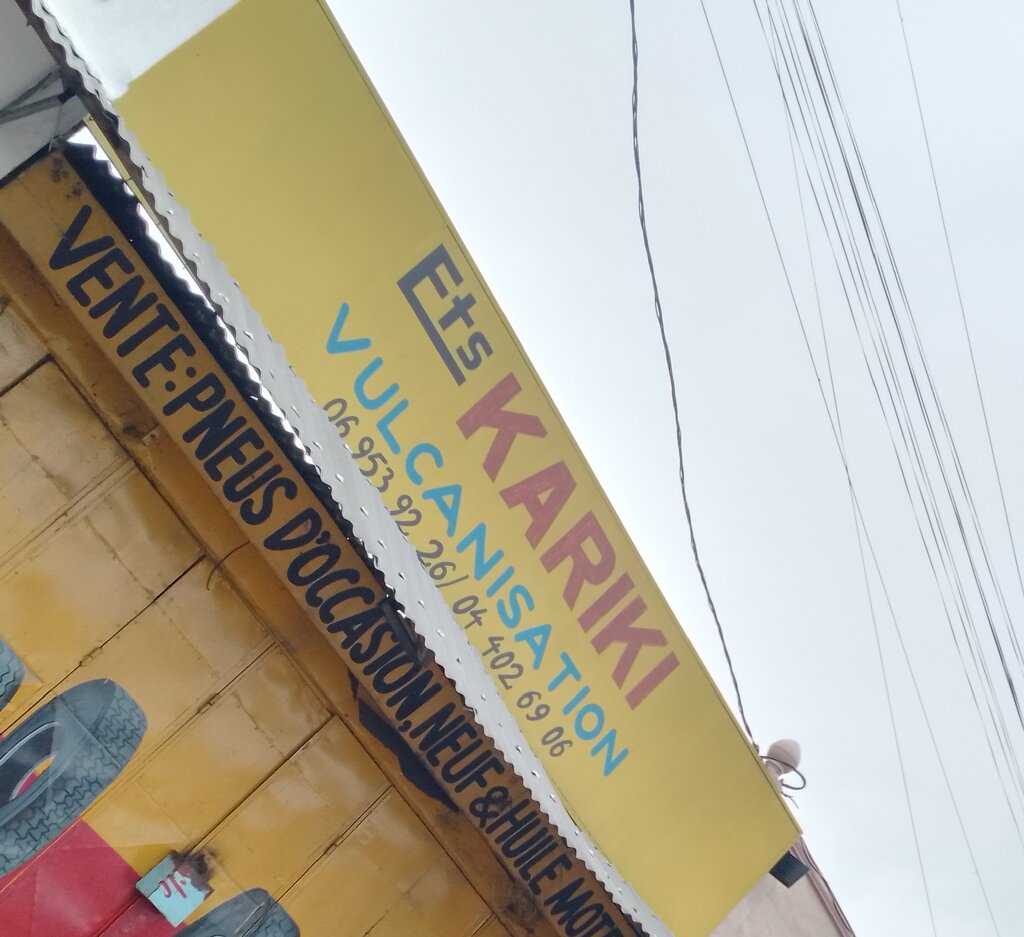 Ets KARIKI
VULCANISATION
06 953 92 26/ 04 402 69 06
VENTE: PNEUS D'OCCASION, NEUF & HUILE